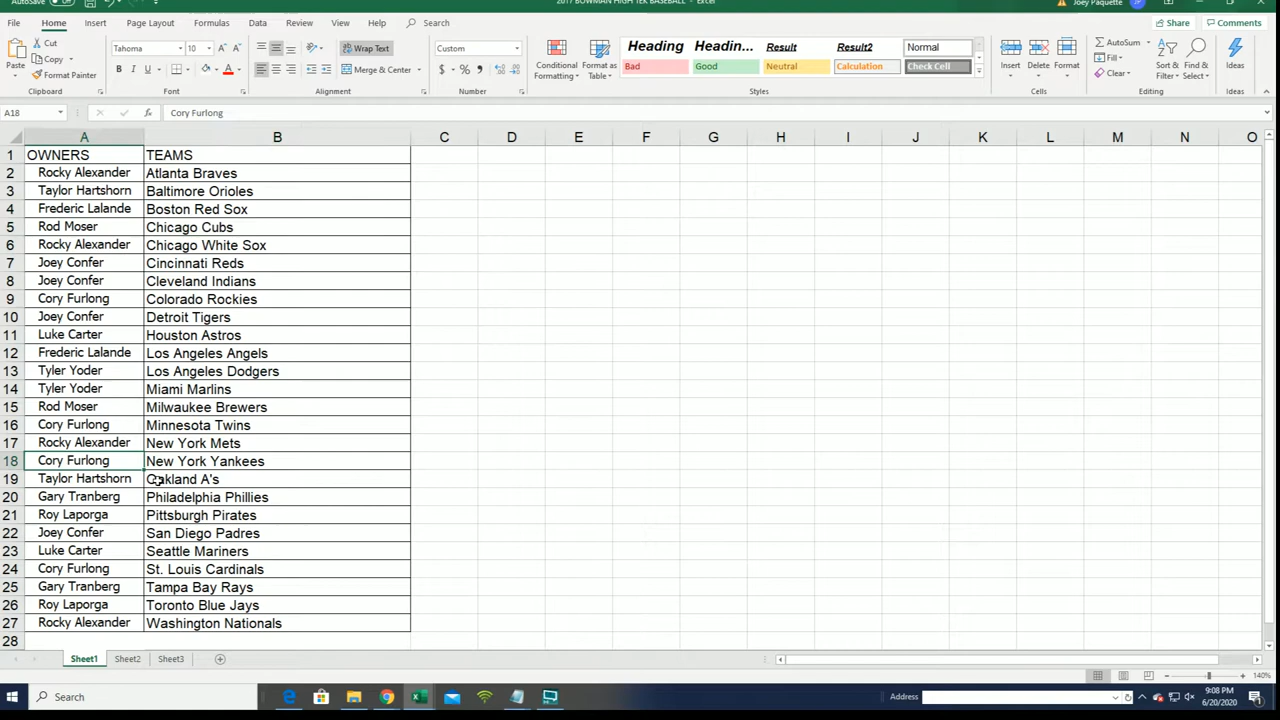 AutoSave Off 2017 BOWMAN HIGH TEK BASEBALL - Excel Joey Paquette JP
File Home Insert Page Layout Formulas Data Review View Help Search Share Comments
Paste Cut Copy Format Painter
Tahoma 10 B I U A A
Wrap Text Merge & Center
Custom $ %
Conditional Formatting Format as Table
Heading Headin... Result Result2 Normal
Bad Good Neutral Calculation Check Cell
Insert Delete Format
AutoSum Fill Clear Sort & Filter Find & Select Ideas
Clipboard Font Alignment Number Styles Cells Editing Ideas
A18 fx Cory Furlong
A B C D E F G H I J K L M N O
1 OWNERS TEAMS
2 Rocky Alexander Atlanta Braves
3 Taylor Hartshorn Baltimore Orioles
4 Frederic Lalande Boston Red Sox
5 Rod Moser Chicago Cubs
6 Rocky Alexander Chicago White Sox
7 Joey Confer Cincinnati Reds
8 Joey Confer Cleveland Indians
9 Cory Furlong Colorado Rockies
10 Joey Confer Detroit Tigers
11 Luke Carter Houston Astros
12 Frederic Lalande Los Angeles Angels
13 Tyler Yoder Los Angeles Dodgers
14 Tyler Yoder Miami Marlins
15 Rod Moser Milwaukee Brewers
16 Cory Furlong Minnesota Twins
17 Rocky Alexander New York Mets
18 Cory Furlong New York Yankees
19 Taylor Hartshorn Oakland A's
20 Gary Tranberg Philadelphia Phillies
21 Roy Laporga Pittsburgh Pirates
22 Joey Confer San Diego Padres
23 Luke Carter Seattle Mariners
24 Cory Furlong St. Louis Cardinals
25 Gary Tranberg Tampa Bay Rays
26 Roy Laporga Toronto Blue Jays
27 Rocky Alexander Washington Nationals
28
Sheet1 Sheet2 Sheet3
140%
Search Address 9:08 PM
6/20/2020